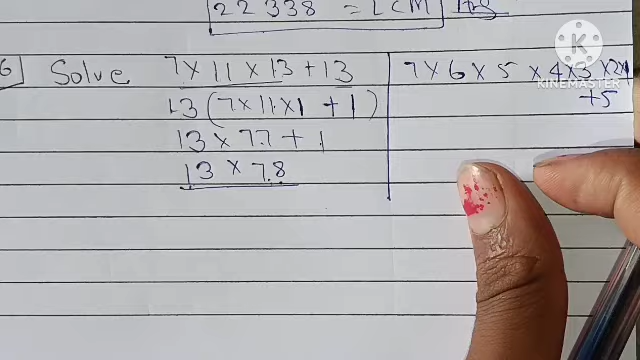 22338 = LCM Ans
6] Solve 7 × 11 × 13 + 13
13 (7 × 11 × 1 + 1)
13 × 77 + 1
13 × 78
7 × 6 × 5 × 4 × 3 × 2 × 1
+ 5
KINEMASTER